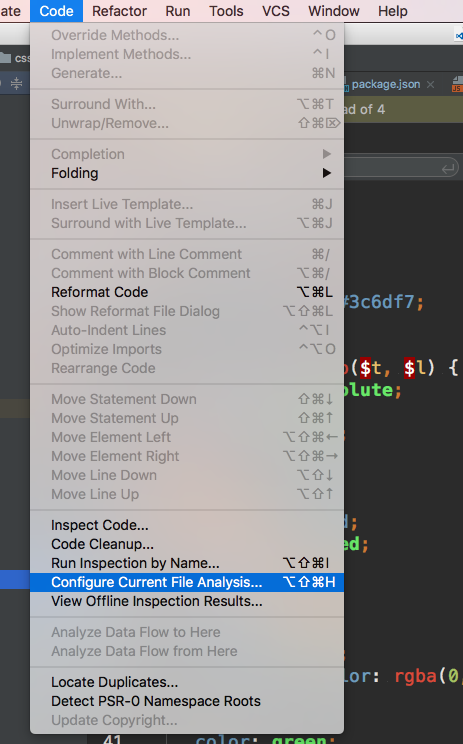 ate Code Refactor Run Tools VCS Window Help
Override Methods... ^O
Implement Methods... ^I
css
Generate... ⌘N
package.json
Surround With... ⌥⌘T
ad of 4
Unwrap/Remove... ⇧⌘⌦
Completion
Folding
Insert Live Template... ⌘J
Surround with Live Template... ⌥⌘J
Comment with Line Comment ⌘/
Comment with Block Comment ⌥⌘/
Reformat Code ⌥⌘L
#3c6df7;
Show Reformat File Dialog ⌥⇧⌘L
Auto-Indent Lines ^⌥I
Optimize Imports ^⌥O
Rearrange Code
($t, $l) {
olute;
Move Statement Down ⇧⌘↓
Move Statement Up ⇧⌘↑
Move Element Left ⌥⇧⌘←
;
Move Element Right ⌥⇧⌘→
Move Line Down ⌥⇧↓
Move Line Up ⌥⇧↑
Inspect Code...
d;
Code Cleanup...
ed;
Run Inspection by Name... ⌥⇧⌘I
Configure Current File Analysis... ⌥⇧⌘H
View Offline Inspection Results...
Analyze Data Flow to Here
Analyze Data Flow from Here
;
Locate Duplicates...
lor: rgba(0,
Detect PSR-0 Namespace Roots
Update Copyright...
41 color: green;